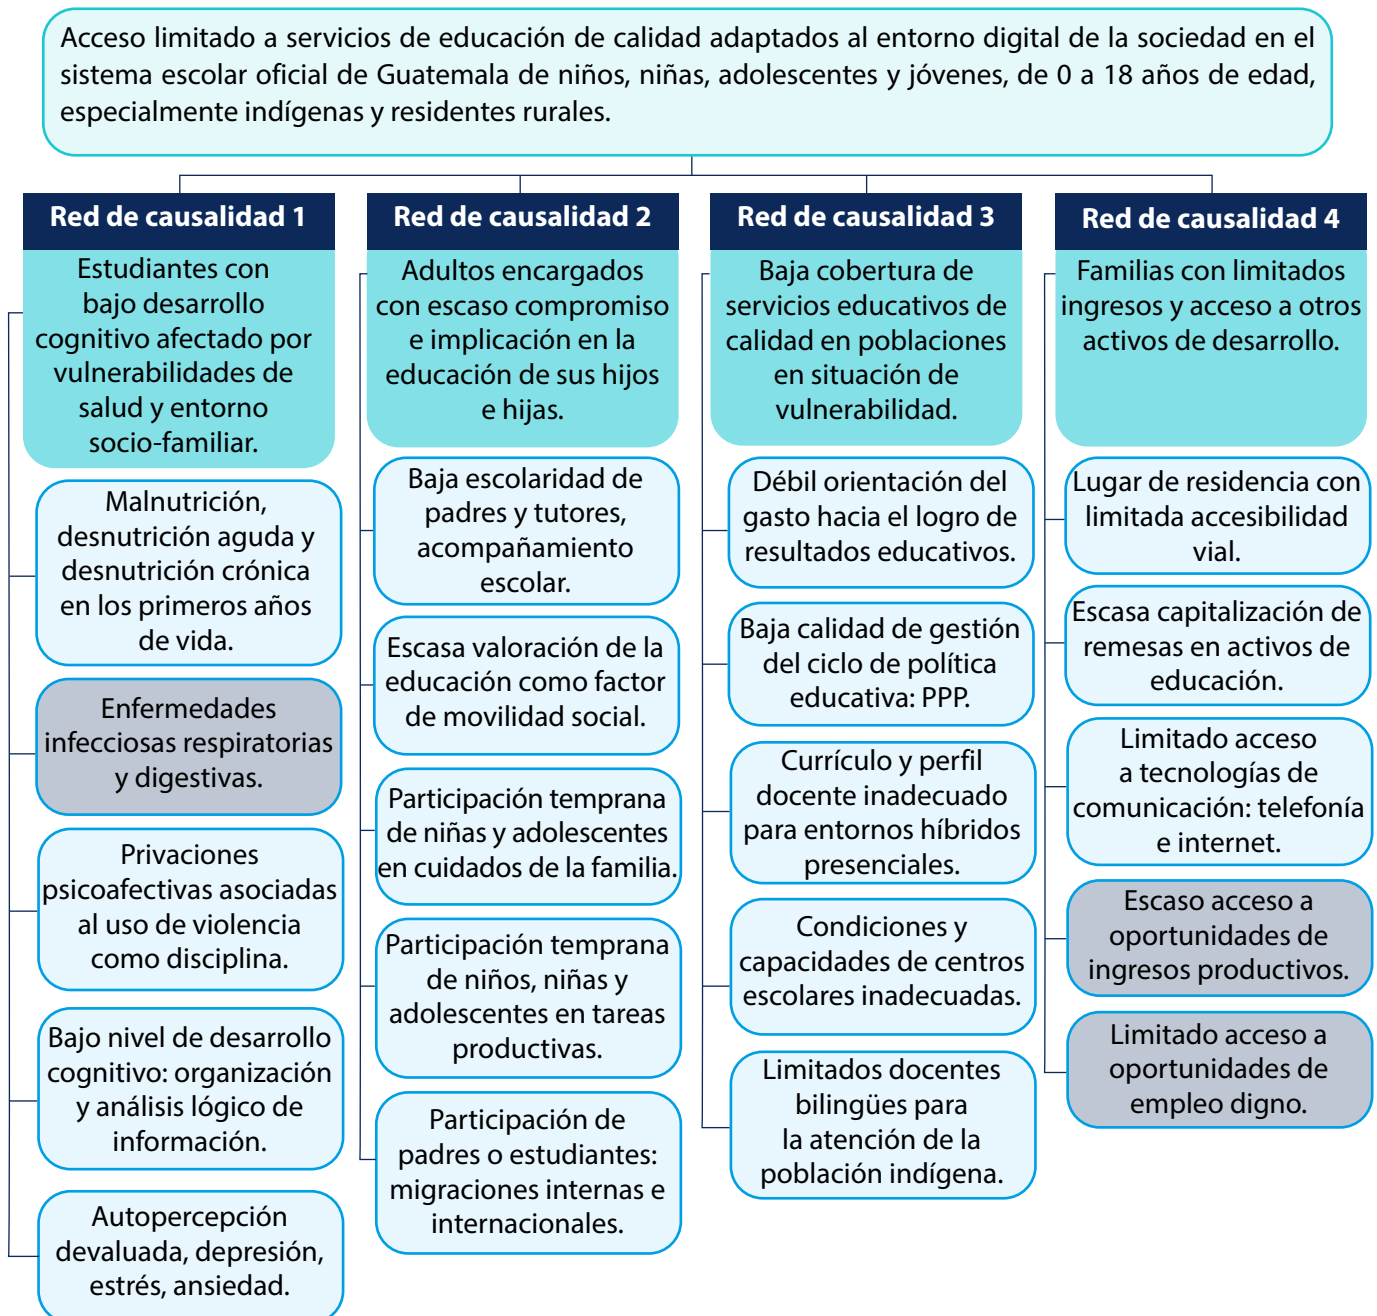 Acceso limitado a servicios de educación de calidad adaptados al entorno digital de la sociedad en el
sistema escolar oficial de Guatemala de niños, niñas, adolescentes y jóvenes, de 0 a 18 años de edad,
especialmente indígenas y residentes rurales.
Red de causalidad 1
Estudiantes con
bajo desarrollo
cognitivo afectado por
vulnerabilidades de
salud y entorno
socio-familiar.
Malnutrición,
desnutrición aguda y
desnutrición crónica
en los primeros años
de vida.
Enfermedades
infecciosas respiratorias
y digestivas.
Privaciones
psicoafectivas asociadas
al uso de violencia
como disciplina.
Bajo nivel de desarrollo
cognitivo: organización
y análisis lógico de
información.
Autopercepción
devaluada, depresión,
estrés, ansiedad.
Red de causalidad 2
Adultos encargados
con escaso compromiso
e implicación en la
educación de sus hijos
e hijas.
Baja escolaridad de
padres y tutores,
acompañamiento
escolar.
Escasa valoración de la
educación como factor
de movilidad social.
Participación temprana
de niñas y adolescentes
en cuidados de la familia.
Participación temprana
de niños, niñas y
adolescentes en tareas
productivas.
Participación de
padres o estudiantes:
migraciones internas e
internacionales.
Red de causalidad 3
Baja cobertura de
servicios educativos de
calidad en poblaciones
en situación de
vulnerabilidad.
Débil orientación del
gasto hacia el logro de
resultados educativos.
Baja calidad de gestión
del ciclo de política
educativa: PPP.
Currículo y perfil
docente inadecuado
para entornos híbridos
presenciales.
Condiciones y
capacidades de centros
escolares inadecuadas.
Limitados docentes
bilingües para
la atención de la
población indígena.
Red de causalidad 4
Familias con limitados
ingresos y acceso a otros
activos de desarrollo.
Lugar de residencia con
limitada accesibilidad
vial.
Escasa capitalización de
remesas en activos de
educación.
Limitado acceso
a tecnologías de
comunicación: telefonía
e internet.
Escaso acceso a
oportunidades de
ingresos productivos.
Limitado acceso a
oportunidades de
empleo digno.